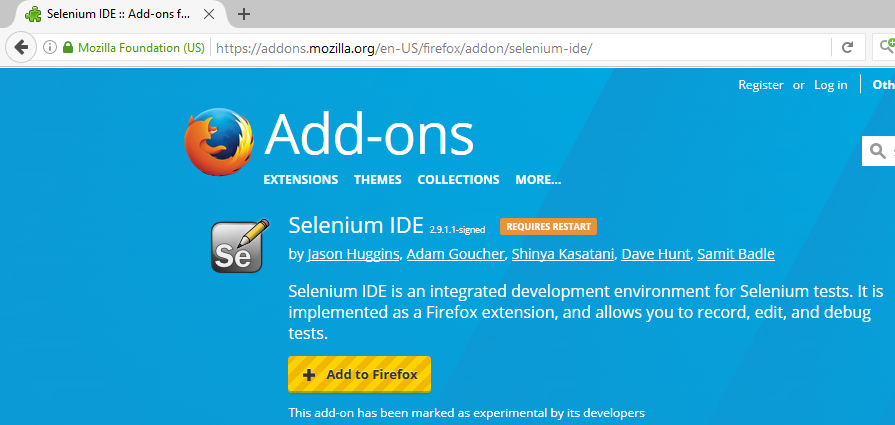 Selenium IDE :: Add-ons f...
Mozilla Foundation (US) https://addons.mozilla.org/en-US/firefox/addon/selenium-ide/
Register or Log in Oth
Add-ons
EXTENSIONS THEMES COLLECTIONS MORE...
Se
Selenium IDE 2.9.1.1-signed REQUIRES RESTART
by Jason Huggins, Adam Goucher, Shinya Kasatani, Dave Hunt, Samit Badle
Selenium IDE is an integrated development environment for Selenium tests. It is
implemented as a Firefox extension, and allows you to record, edit, and debug
tests.
+ Add to Firefox
This add-on has been marked as experimental by its developers